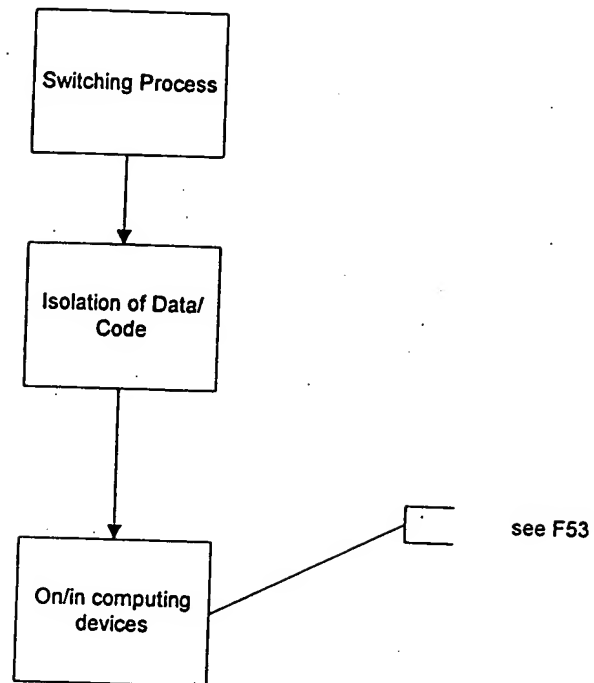 Switching Process
Isolation of Data/
Code
On/in computing
devices
see F53